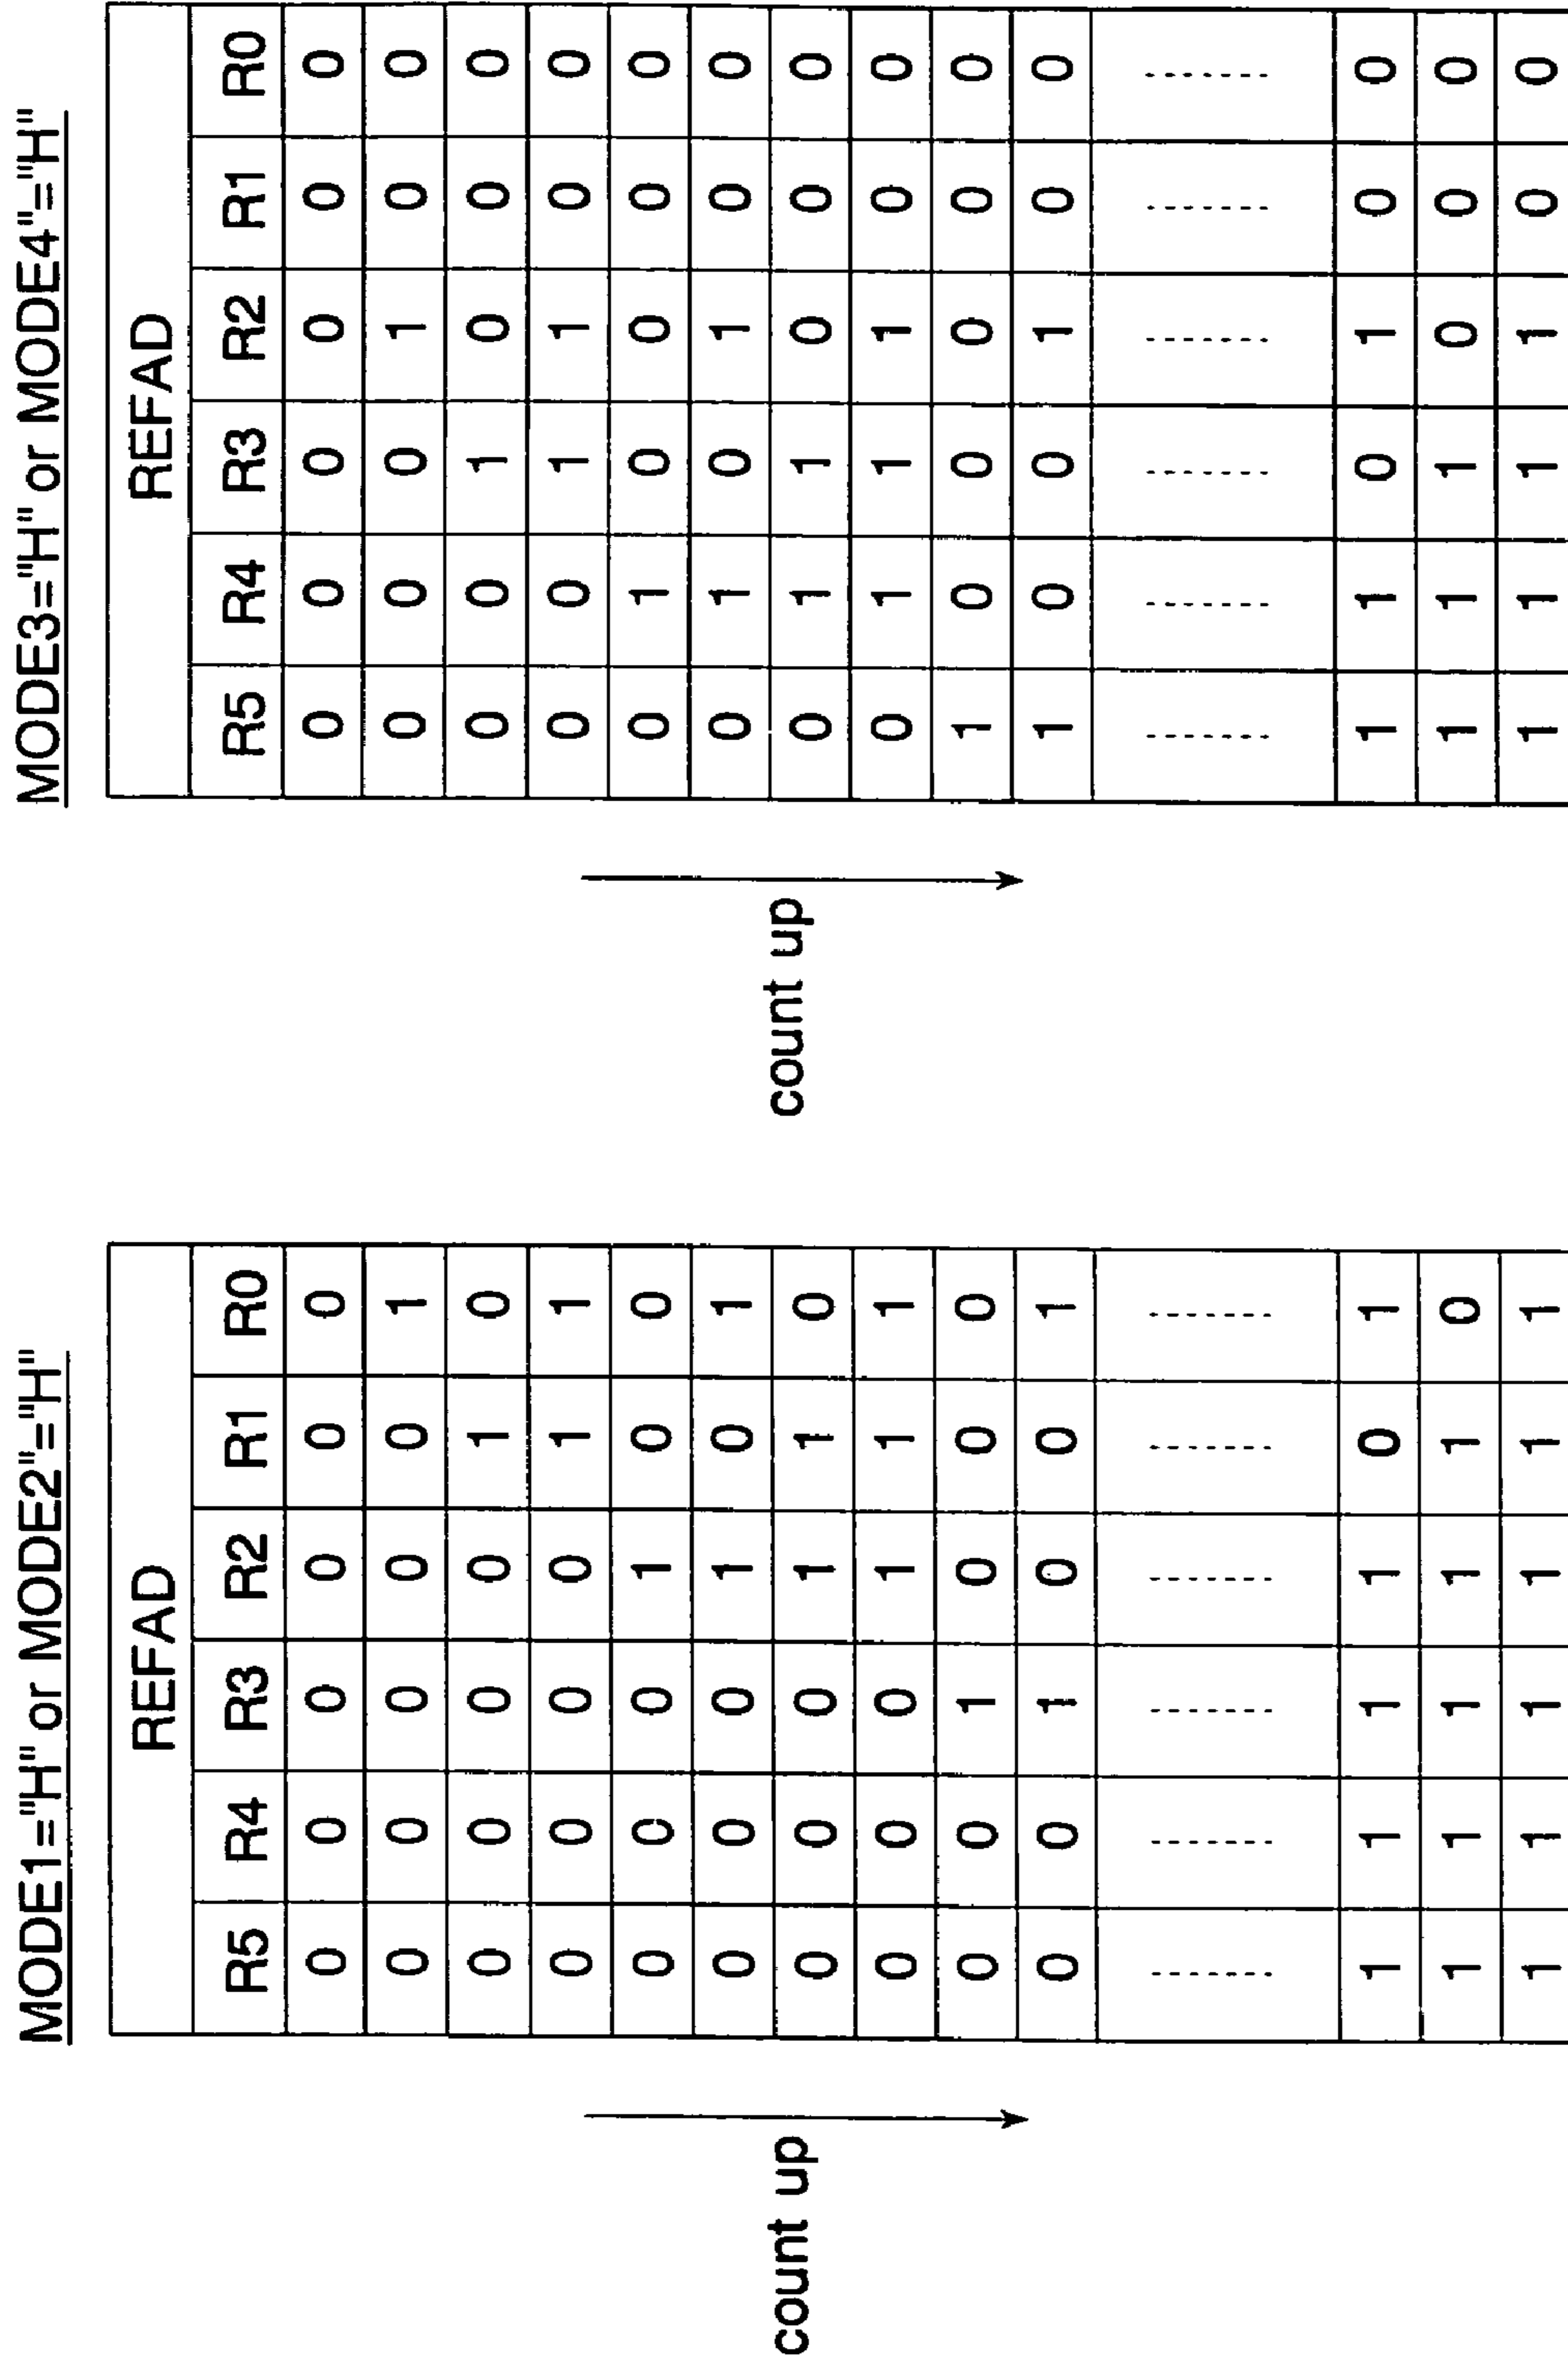 MODE1="H" or MODE2"="H"
REFAD
R5 R4 R3 R2 R1 R0
0 0 0 0 0 0
0 0 0 0 0 1
0 0 0 0 1 0
0 0 0 0 1 1
0 0 0 1 0 0
0 0 0 1 0 1
0 0 0 1 1 0
0 0 0 1 1 1
0 0 1 0 0 0
0 0 1 0 0 1
1 1 1 1 0 1
1 1 1 1 1 0
1 1 1 1 1 1
count up
MODE3="H" or MODE4"="H"
REFAD
R5 R4 R3 R2 R1 R0
0 0 0 0 0 0
0 0 0 1 0 0
0 0 1 0 0 0
0 0 1 1 0 0
0 1 0 0 0 0
0 1 0 1 0 0
0 1 1 0 0 0
0 1 1 1 0 0
1 0 0 0 0 0
1 0 0 1 0 0
1 1 0 1 0 0
1 1 1 0 0 0
1 1 1 1 0 0
count up